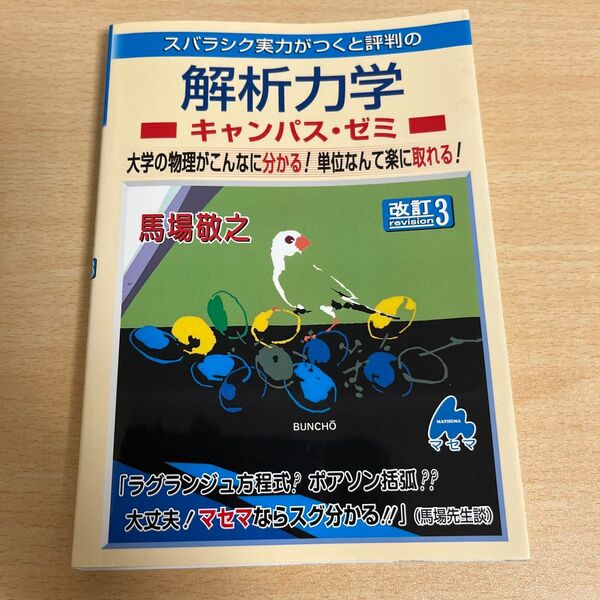 スバラシク実力がつくと評判の
解析力学
キャンパス・ゼミ
大学の物理がこんなに分かる!単位なんて楽に取れる!
馬場敬之
改訂3
revision
BUNCHŌ
MATHEMA
マセマ
「ラグランジュ方程式?ポアソン括弧??
大丈夫!マセマならスグ分かる!!」(馬場先生談)